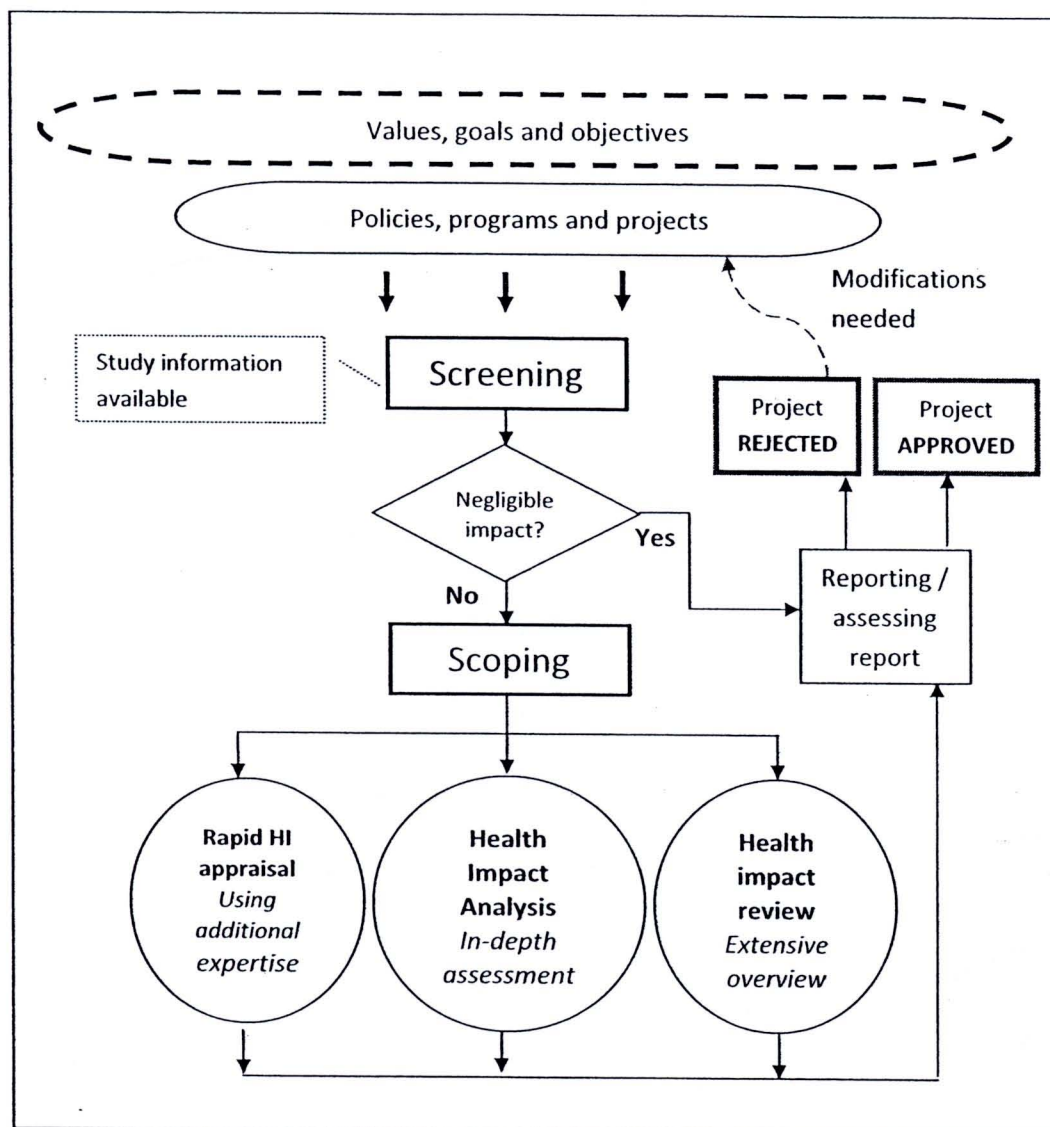 Values, goals and objectives
Policies, programs and projects
Modifications
needed
Study information
available
Screening
Project
REJECTED
Project
APPROVED
Negligible
impact?
Yes
No
Reporting /
assessing
report
Scoping
Rapid HI
appraisal
Using
additional
expertise
Health
Impact
Analysis
In-depth
assessment
Health
impact
review
Extensive
overview